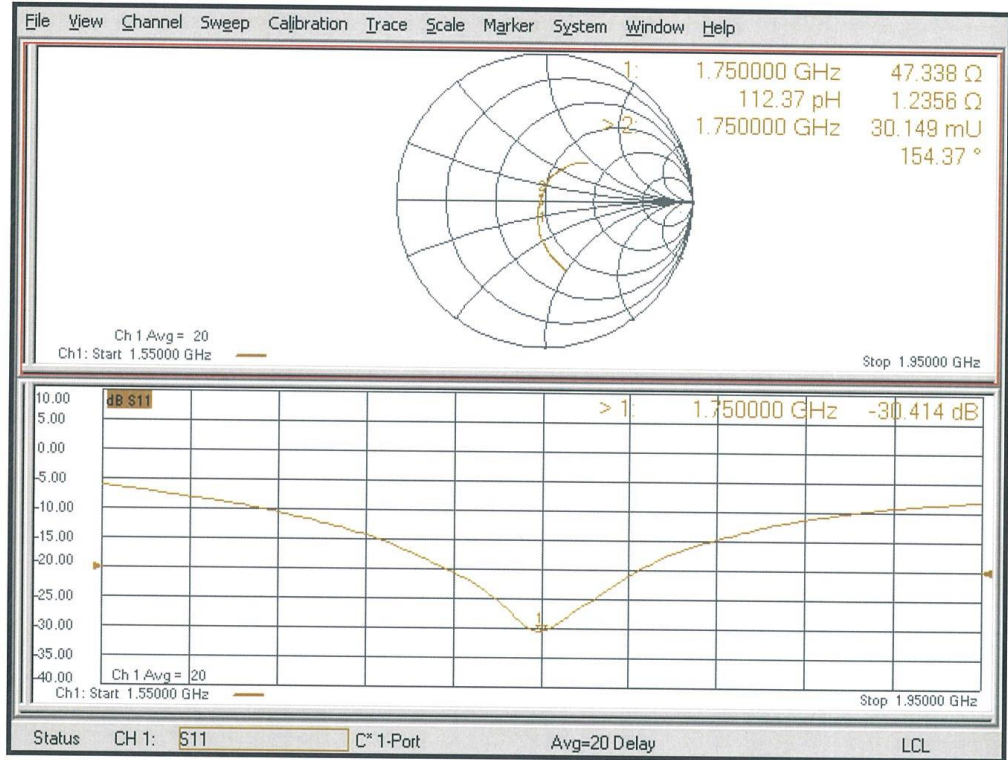 File View Channel Sweep Calibration Trace Scale Marker System Window Help
1: 1.750000 GHz 47.338 Ω
112.37 pH 1.2356 Ω
> 2: 1.750000 GHz 30.149 mU
154.37 °
Ch 1 Avg = 20
Ch1: Start 1.55000 GHz
Stop 1.95000 GHz
10.00
dB S11
> 1: 1.750000 GHz -30.414 dB
5.00
0.00
-5.00
-10.00
-15.00
-20.00
-25.00
-30.00
1
-35.00
-40.00
Ch 1 Avg = 20
Ch1: Start 1.55000 GHz
Stop 1.95000 GHz
Status CH 1: S11 C* 1-Port Avg=20 Delay LCL